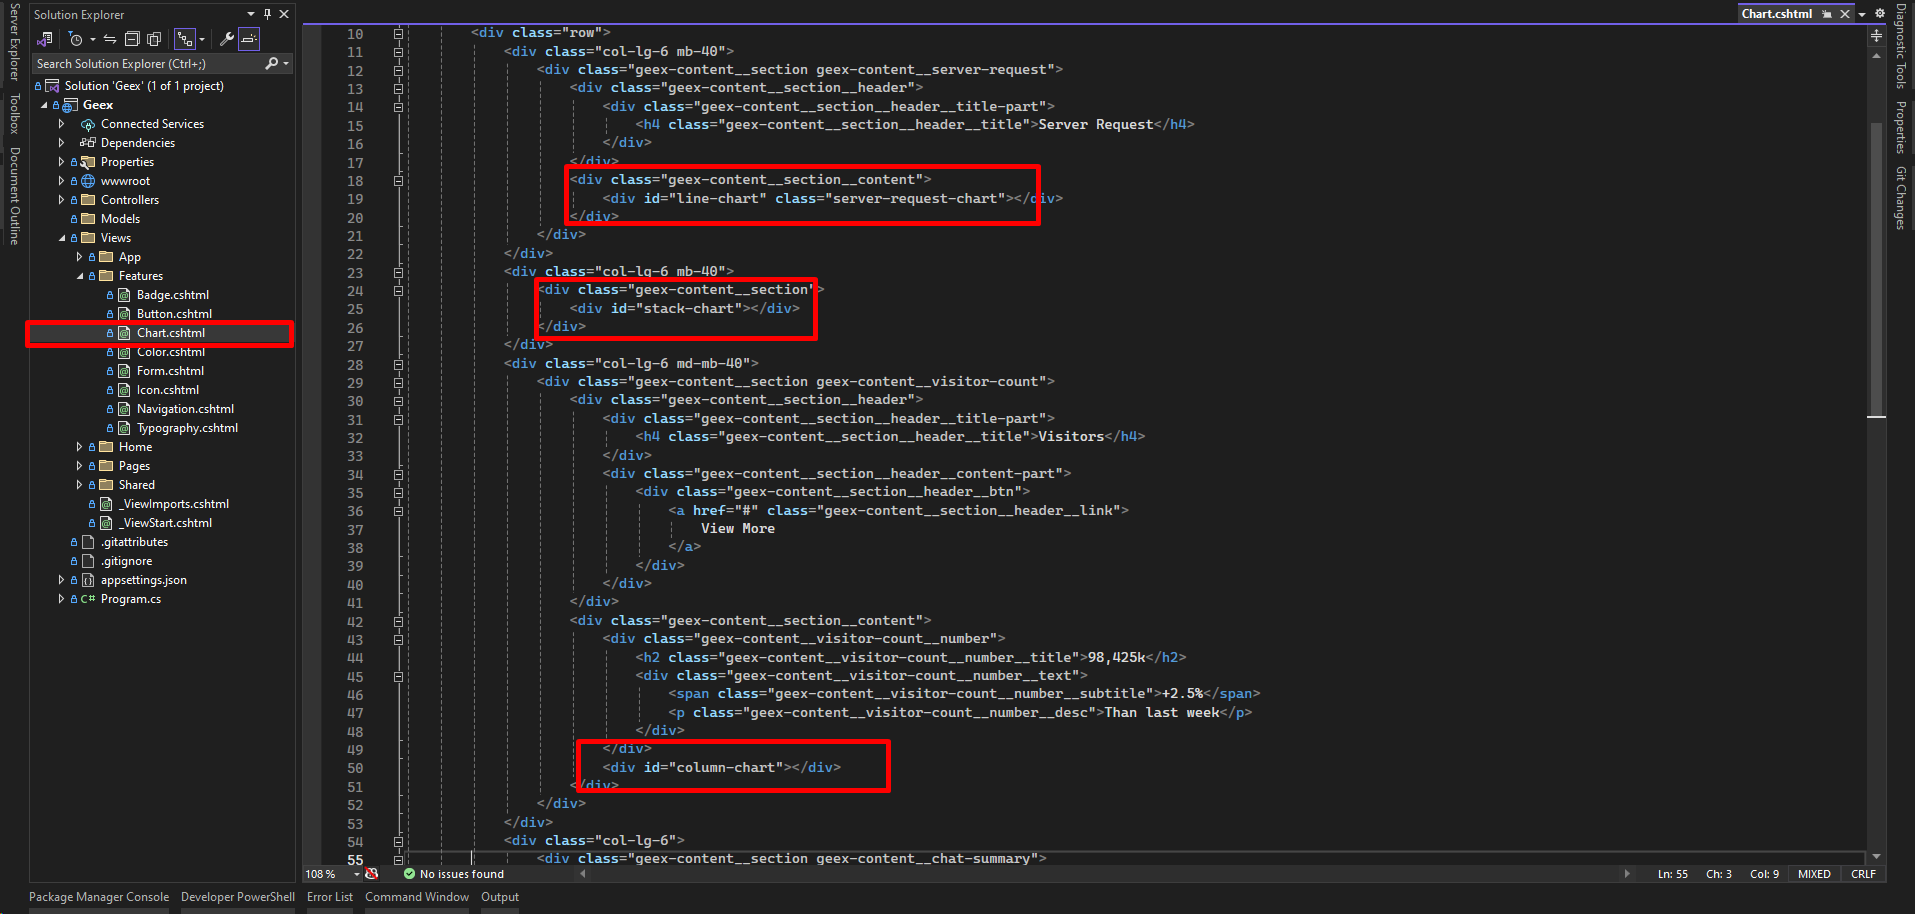 Server Explorer
Toolbox
Document Outline
Solution Explorer
Search Solution Explorer (Ctrl+;)
Solution 'Geex' (1 of 1 project)
Geex
Connected Services
Dependencies
Properties
wwwroot
Controllers
Models
Views
App
Features
Badge.cshtml
Button.cshtml
Chart.cshtml
Color.cshtml
Form.cshtml
Icon.cshtml
Navigation.cshtml
Typography.cshtml
Home
Pages
Shared
_ViewImports.cshtml
_ViewStart.cshtml
.gitattributes
.gitignore
appsettings.json
C# Program.cs
Chart.cshtml
10 <div class="row">
11 <div class="col-lg-6 mb-40">
12 <div class="geex-content__section geex-content__server-request">
13 <div class="geex-content__section__header">
14 <div class="geex-content__section__header__title-part">
15 <h4 class="geex-content__section__header__title">Server Request</h4>
16 </div>
17 </div>
18 <div class="geex-content__section__content">
19 <div id="line-chart" class="server-request-chart"></div>
20 </div>
21 </div>
22 </div>
23 <div class="col-lg-6 mb-40">
24 <div class="geex-content__section">
25 <div id="stack-chart"></div>
26 </div>
27 </div>
28 <div class="col-lg-6 md-mb-40">
29 <div class="geex-content__section geex-content__visitor-count">
30 <div class="geex-content__section__header">
31 <div class="geex-content__section__header__title-part">
32 <h4 class="geex-content__section__header__title">Visitors</h4>
33 </div>
34 <div class="geex-content__section__header__content-part">
35 <div class="geex-content__section__header__btn">
36 <a href="#" class="geex-content__section__header__link">
37 View More
38 </a>
39 </div>
40 </div>
41 </div>
42 <div class="geex-content__section__content">
43 <div class="geex-content__visitor-count__number">
44 <h2 class="geex-content__visitor-count__number__title">98,425k</h2>
45 <div class="geex-content__visitor-count__number__text">
46 <span class="geex-content__visitor-count__number__subtitle">+2.5%</span>
47 <p class="geex-content__visitor-count__number__desc">Than last week</p>
48 </div>
49 </div>
50 <div id="column-chart"></div>
51 </div>
52 </div>
53 </div>
54 <div class="col-lg-6">
55 <div class="geex-content__section geex-content__chat-summary">
108 % No issues found Ln: 55 Ch: 3 Col: 9 MIXED CRLF
Package Manager Console Developer PowerShell Error List Command Window Output
Diagnostic Tools
Properties
Git Changes